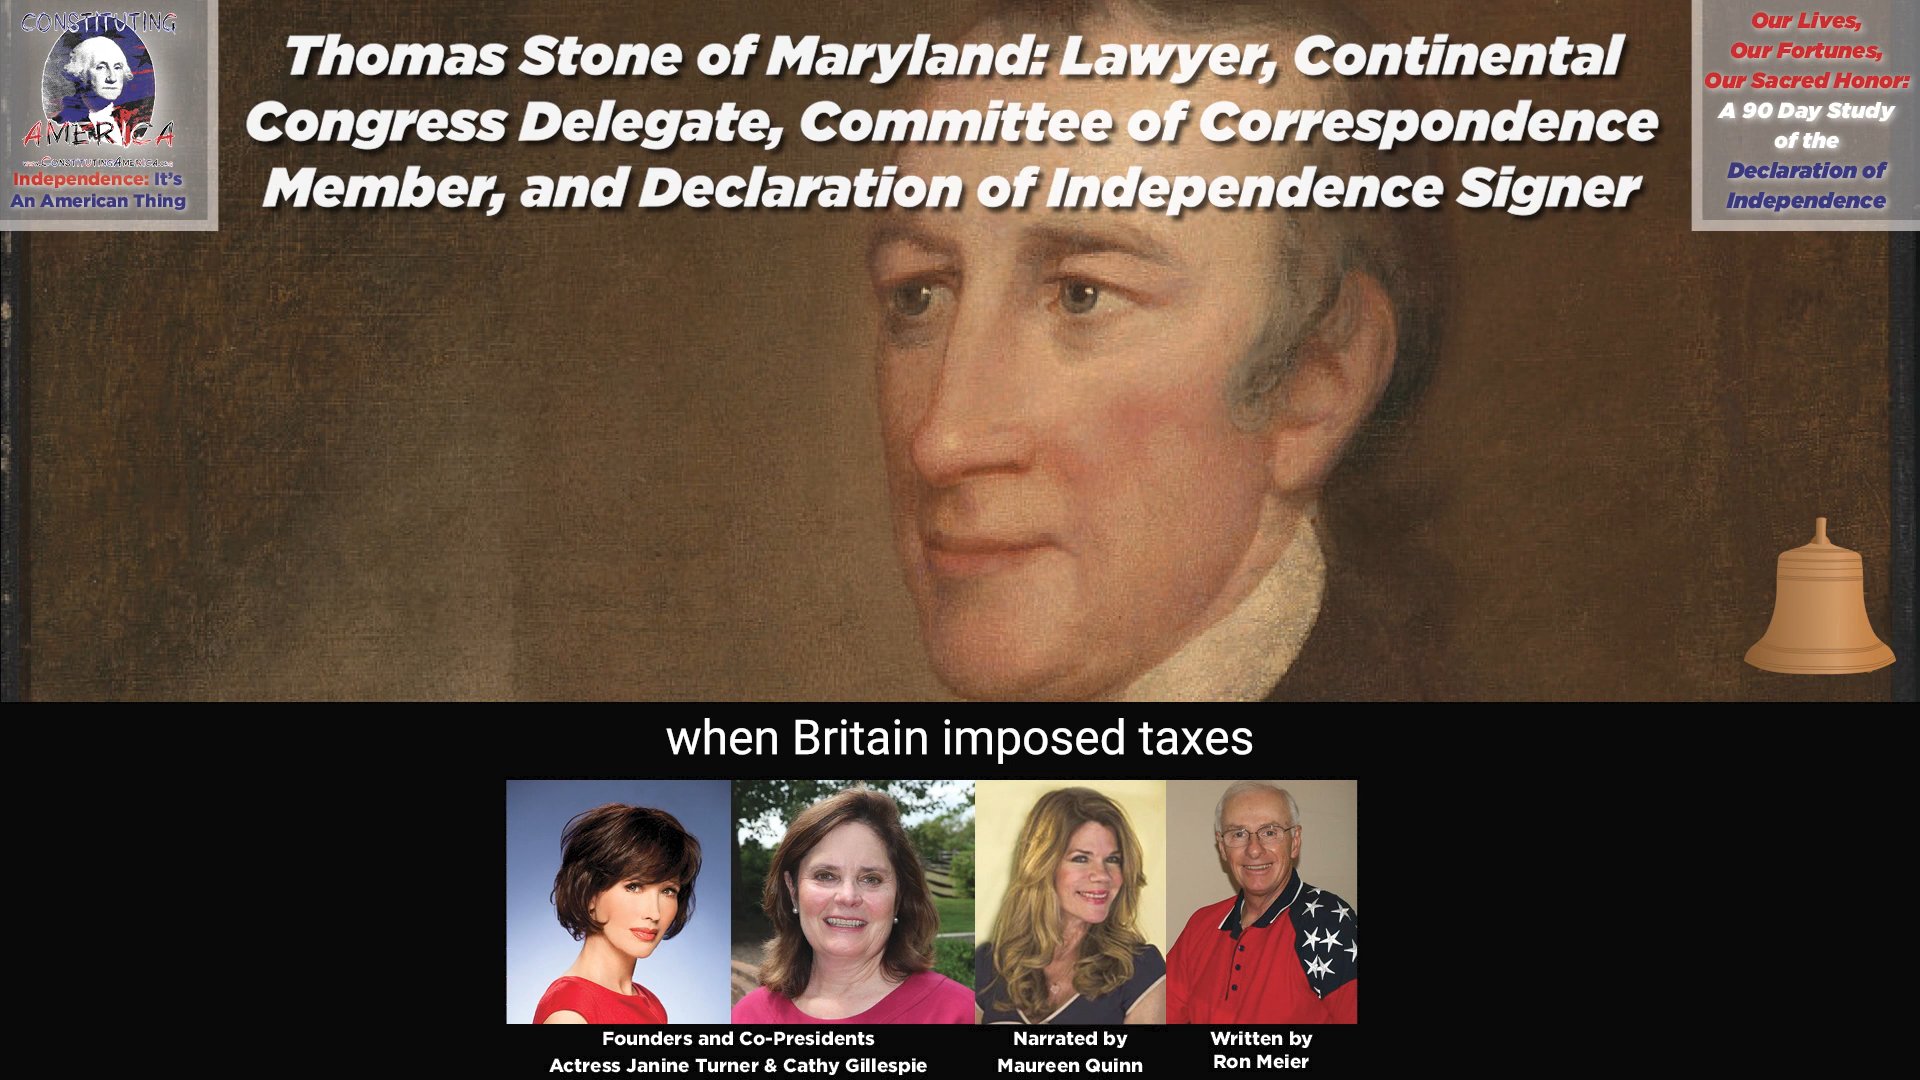 CONSTITUTING
AMERICA
www.ConstitutingAmerica.org
Independence: It's
An American Thing
Thomas Stone of Maryland: Lawyer, Continental
Congress Delegate, Committee of Correspondence
Member, and Declaration of Independence Signer
Our Lives,
Our Fortunes,
Our Sacred Honor:
A 90 Day Study
of the
Declaration of
Independence
when Britain imposed taxes
Founders and Co-Presidents
Actress Janine Turner & Cathy Gillespie
Narrated by
Maureen Quinn
Written by
Ron Meier